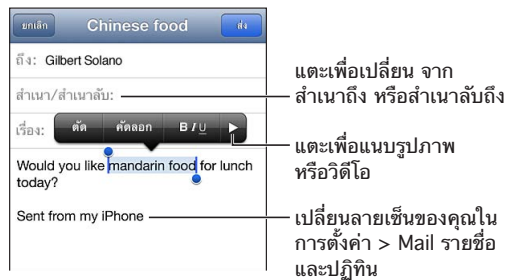 ยกเลิก Chinese food ส่ง
ถึง: Gilbert Solano
สำเนา/สำเนาลับ:
เรื่อง:
ตัด คัดลอก B I U
Would you like mandarin food for lunch
today?
Sent from my iPhone
แตะเพื่อเปลี่ยน จาก
สำเนาถึง หรือสำเนาลับถึง
แตะเพื่อแนบรูปภาพ
หรือวิดีโอ
เปลี่ยนลายเซ็นของคุณใน
การตั้งค่า > Mail รายชื่อ
และปฏิทิน